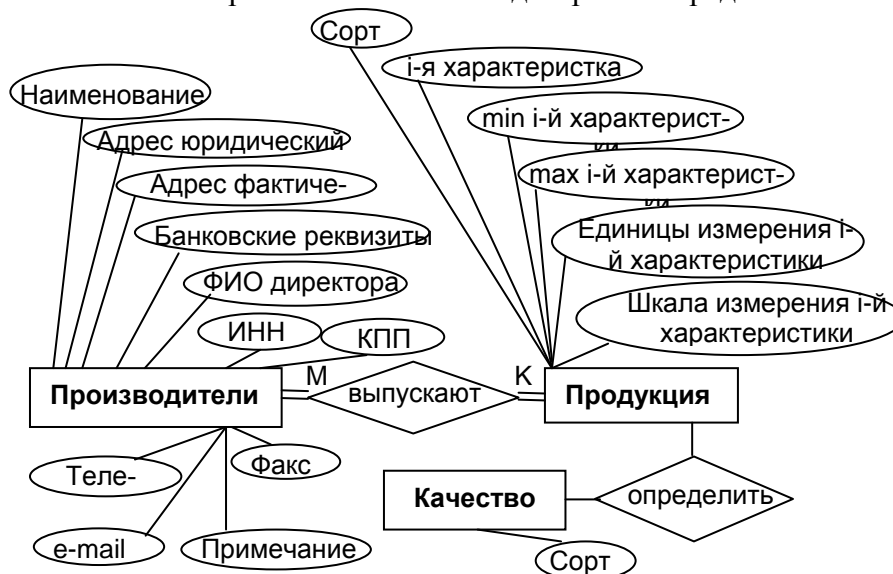 Сорт
i-я характеристка
Наименование
min i-й характерист-
Адрес юридический
max i-й характерист-
Адрес фактиче-
Банковские реквизиты
Единицы измерения i-
й характеристики
ФИО директора
Шкала измерения i-й
характеристики
ИНН
КПП
Производители
M
выпускают
K
Продукция
Теле-
Факс
Качество
определить
e-mail
Примечание
Сорт